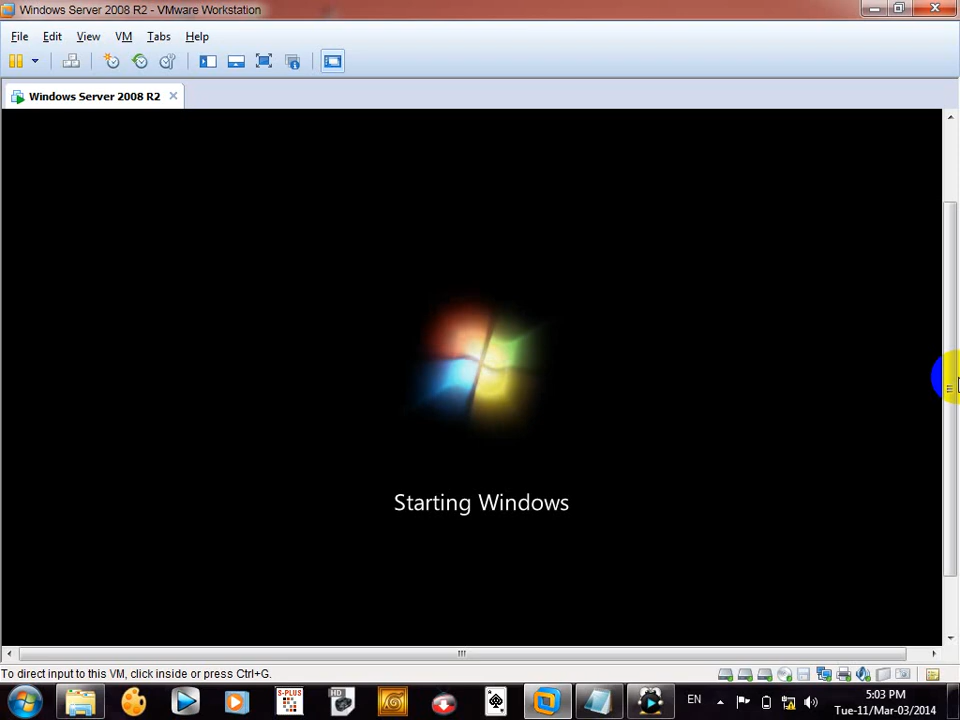 Windows Server 2008 R2 - VMware Workstation
File Edit View VM Tabs Help
Windows Server 2008 R2
Starting Windows
To direct input to this VM, click inside or press Ctrl+G.
S-PLUS
HD
EN
5:03 PM
Tue-11/Mar-03/2014